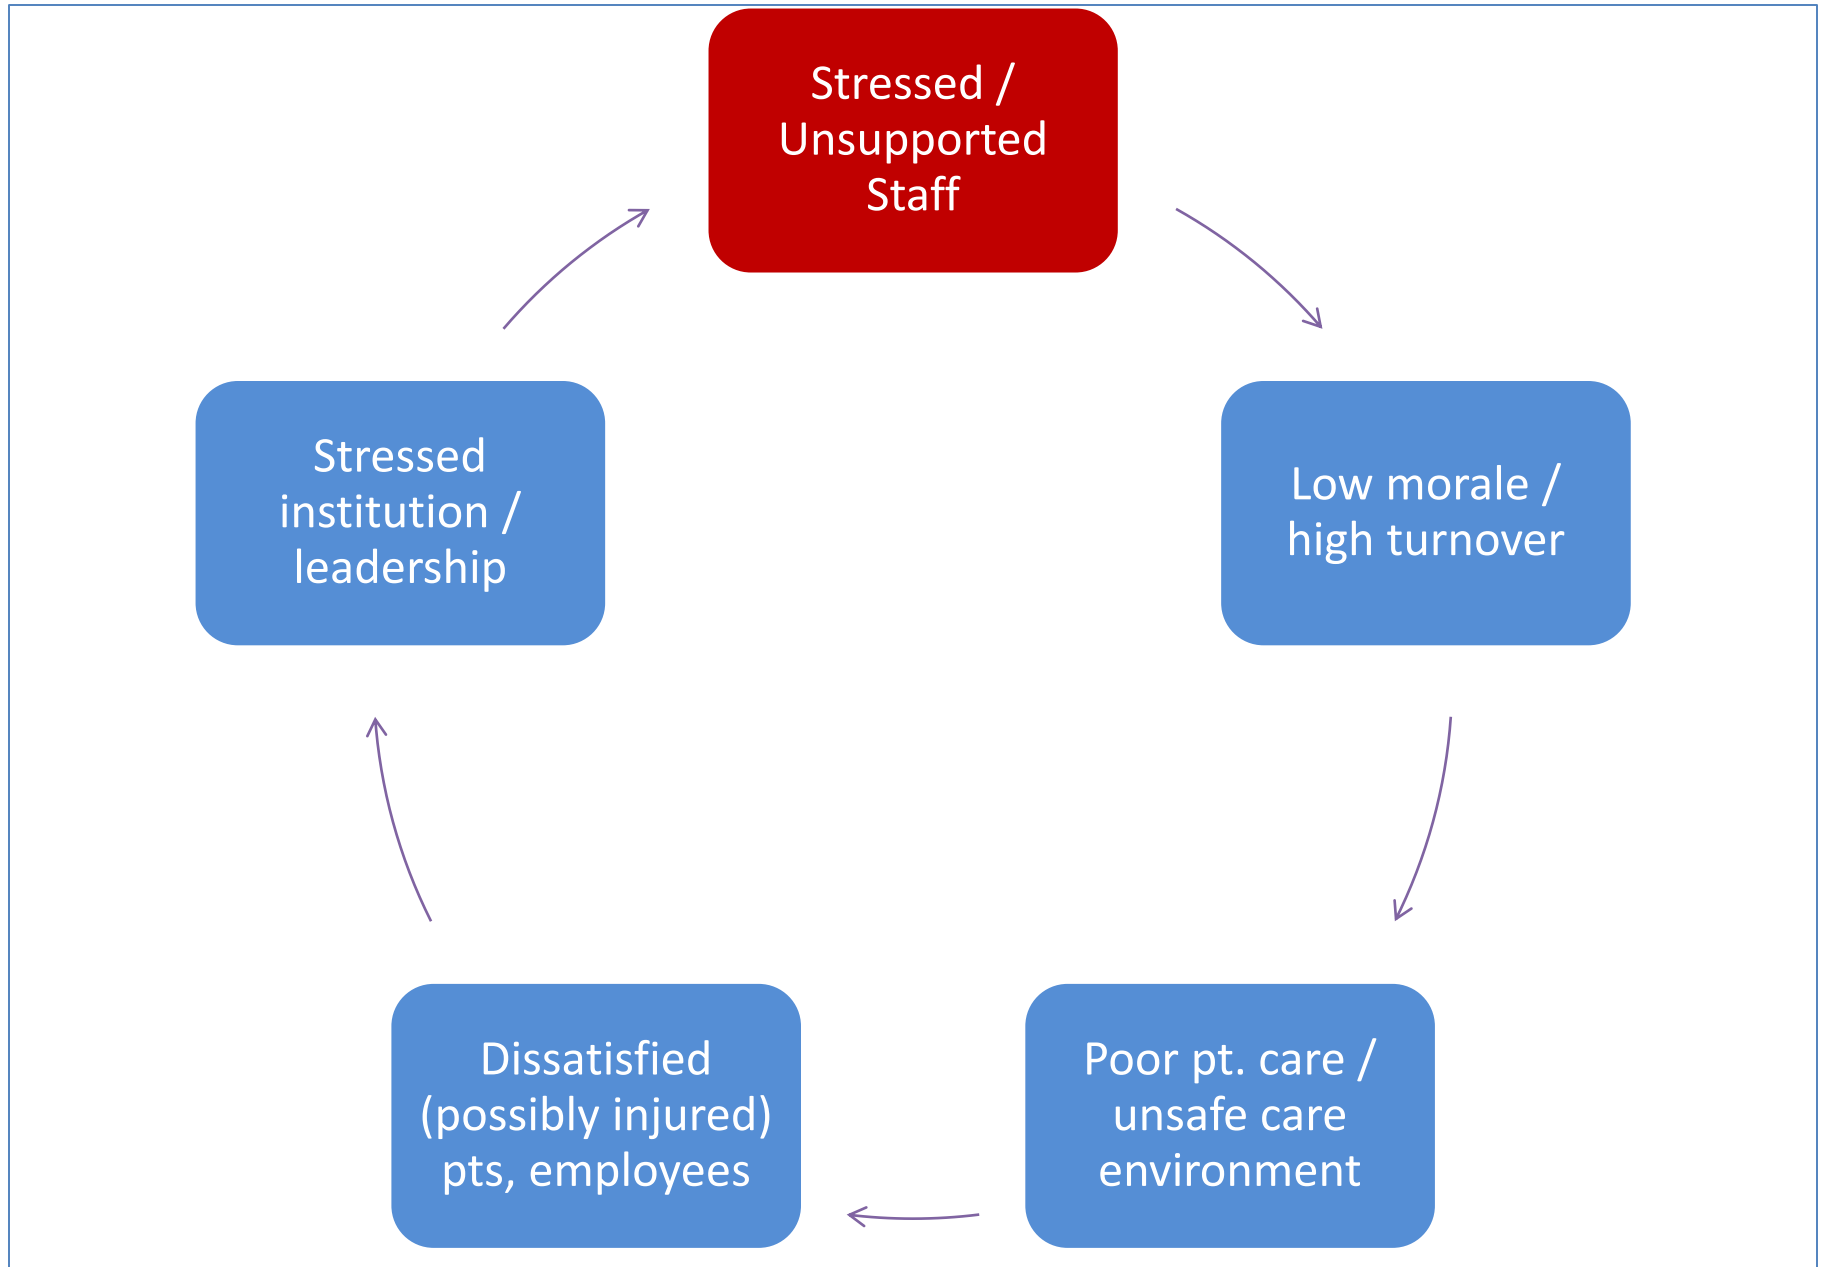 Stressed /
Unsupported
Staff
Low morale /
high turnover
Poor pt. care /
unsafe care
environment
Dissatisfied
(possibly injured)
pts, employees
Stressed
institution /
leadership